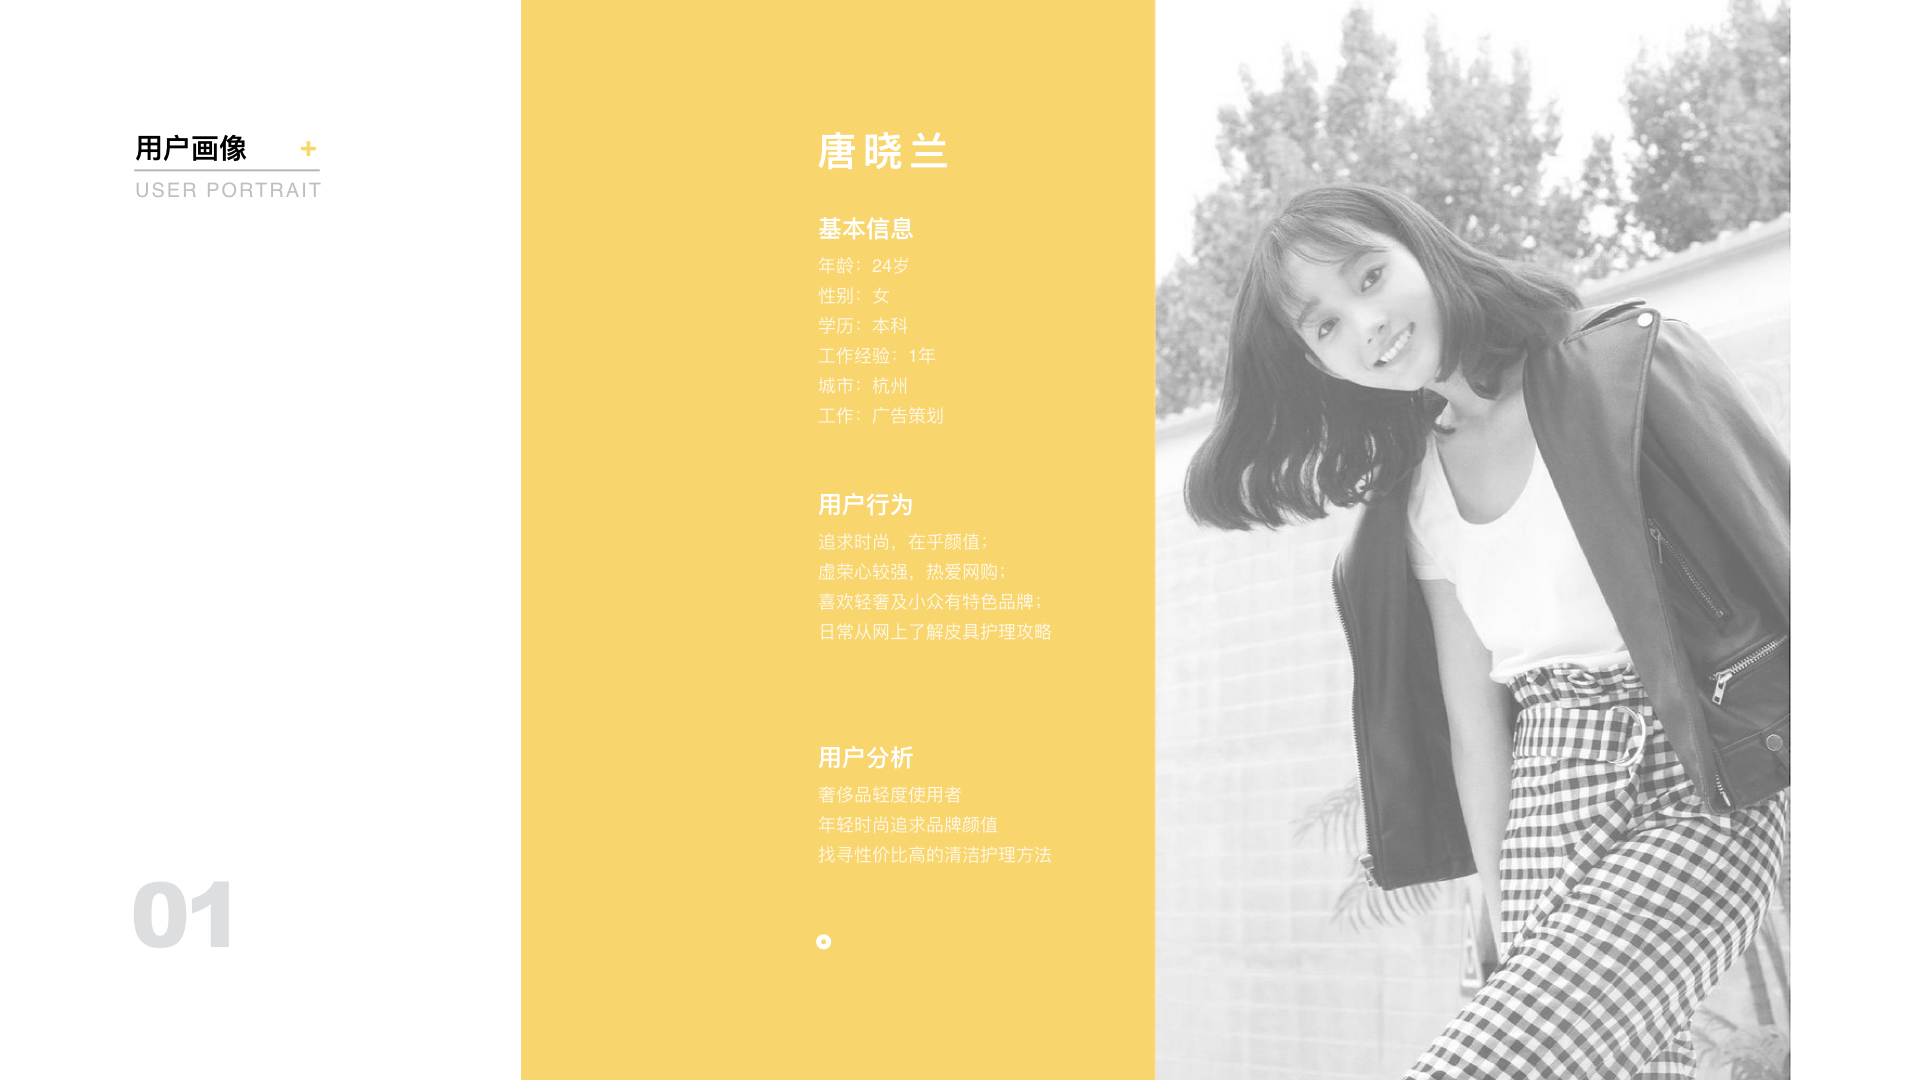 用户画像 +
USER PORTRAIT
唐晓兰
基本信息
年龄：24岁
性别：女
学历：本科
工作经验：1年
城市：杭州
工作：广告策划
用户行为
追求时尚，在乎颜值；
虚荣心较强，热爱网购；
喜欢轻奢及小众有特色品牌；
日常从网上了解皮具护理攻略
用户分析
奢侈品轻度使用者
年轻时尚追求品牌颜值
找寻性价比高的清洁护理方法
01